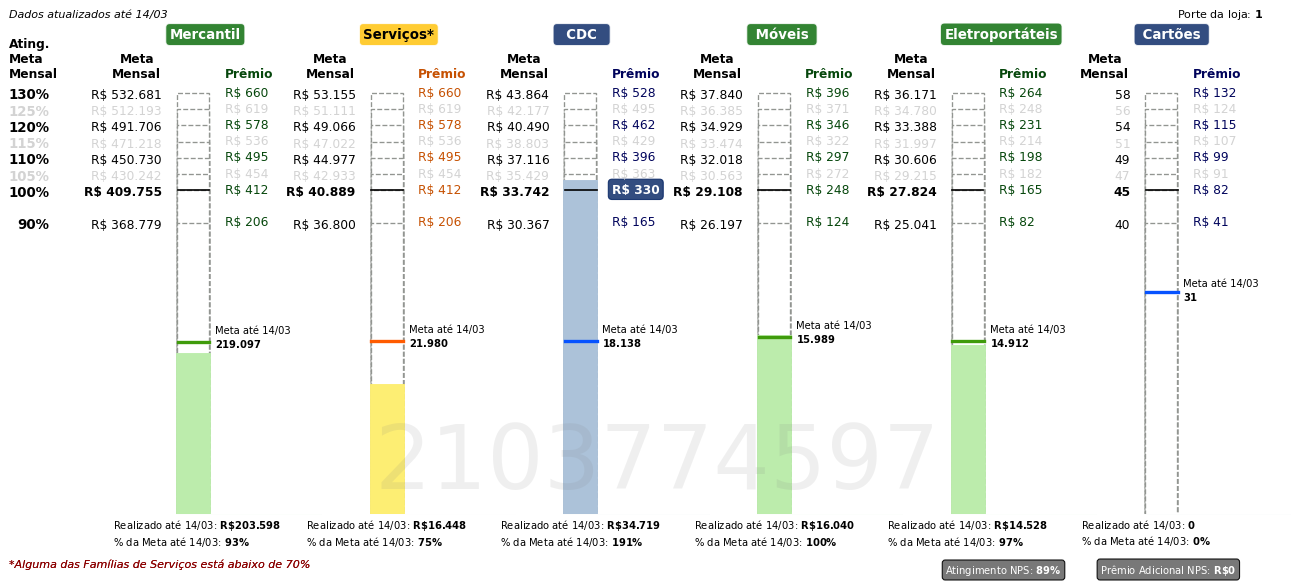 Dados atualizados até 14/03
Porte da loja: 1
Mercantil Serviços* CDC Móveis Eletroportáteis Cartões
Ating. Meta Mensal
Meta Mensal Prêmio Meta Mensal Prêmio Meta Mensal Prêmio Meta Mensal Prêmio Meta Mensal Prêmio Meta Mensal Prêmio
130% R$ 532.681 R$ 660 R$ 53.155 R$ 660 R$ 43.864 R$ 528 R$ 37.840 R$ 396 R$ 36.171 R$ 264 58 R$ 132
125% R$ 512.193 R$ 619 R$ 51.111 R$ 619 R$ 42.177 R$ 495 R$ 36.385 R$ 371 R$ 34.780 R$ 248 56 R$ 124
120% R$ 491.706 R$ 578 R$ 49.066 R$ 578 R$ 40.490 R$ 462 R$ 34.929 R$ 346 R$ 33.388 R$ 231 54 R$ 115
115% R$ 471.218 R$ 536 R$ 47.022 R$ 536 R$ 38.803 R$ 429 R$ 33.474 R$ 322 R$ 31.997 R$ 214 51 R$ 107
110% R$ 450.730 R$ 495 R$ 44.977 R$ 495 R$ 37.116 R$ 396 R$ 32.018 R$ 297 R$ 30.606 R$ 198 49 R$ 99
105% R$ 430.242 R$ 454 R$ 42.933 R$ 454 R$ 35.429 R$ 363 R$ 30.563 R$ 272 R$ 29.215 R$ 182 47 R$ 91
100% R$ 409.755 R$ 412 R$ 40.889 R$ 412 R$ 33.742 R$ 330 R$ 29.108 R$ 248 R$ 27.824 R$ 165 45 R$ 82
90% R$ 368.779 R$ 206 R$ 36.800 R$ 206 R$ 30.367 R$ 165 R$ 26.197 R$ 124 R$ 25.041 R$ 82 40 R$ 41
Meta até 14/03
31
Meta até 14/03 Meta até 14/03 Meta até 14/03 Meta até 14/03 Meta até 14/03
219.097 21.980 18.138 15.989 14.912
2103774597
Realizado até 14/03: R$203.598 Realizado até 14/03: R$16.448 Realizado até 14/03: R$34.719 Realizado até 14/03: R$16.040 Realizado até 14/03: R$14.528 Realizado até 14/03: 0
% da Meta até 14/03: 93% % da Meta até 14/03: 75% % da Meta até 14/03: 191% % da Meta até 14/03: 100% % da Meta até 14/03: 97% % da Meta até 14/03: 0%
*Alguma das Famílias de Serviços está abaixo de 70%
Atingimento NPS: 89% Prêmio Adicional NPS: R$0